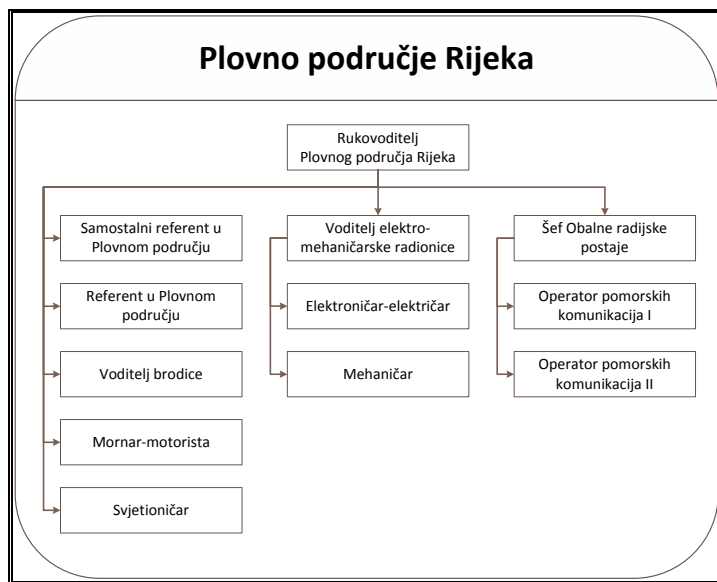 Plovno područje Rijeka
Rukovoditelj
Plovnog područja Rijeka
Samostalni referent u
Plovnom području
Referent u Plovnom
području
Voditelj brodice
Mornar-motorista
Svjetioničar
Voditelj elektro-
mehaničarske radionice
Elektroničar-električar
Mehaničar
Šef Obalne radijske
postaje
Operator pomorskih
komunikacija I
Operator pomorskih
komunikacija II